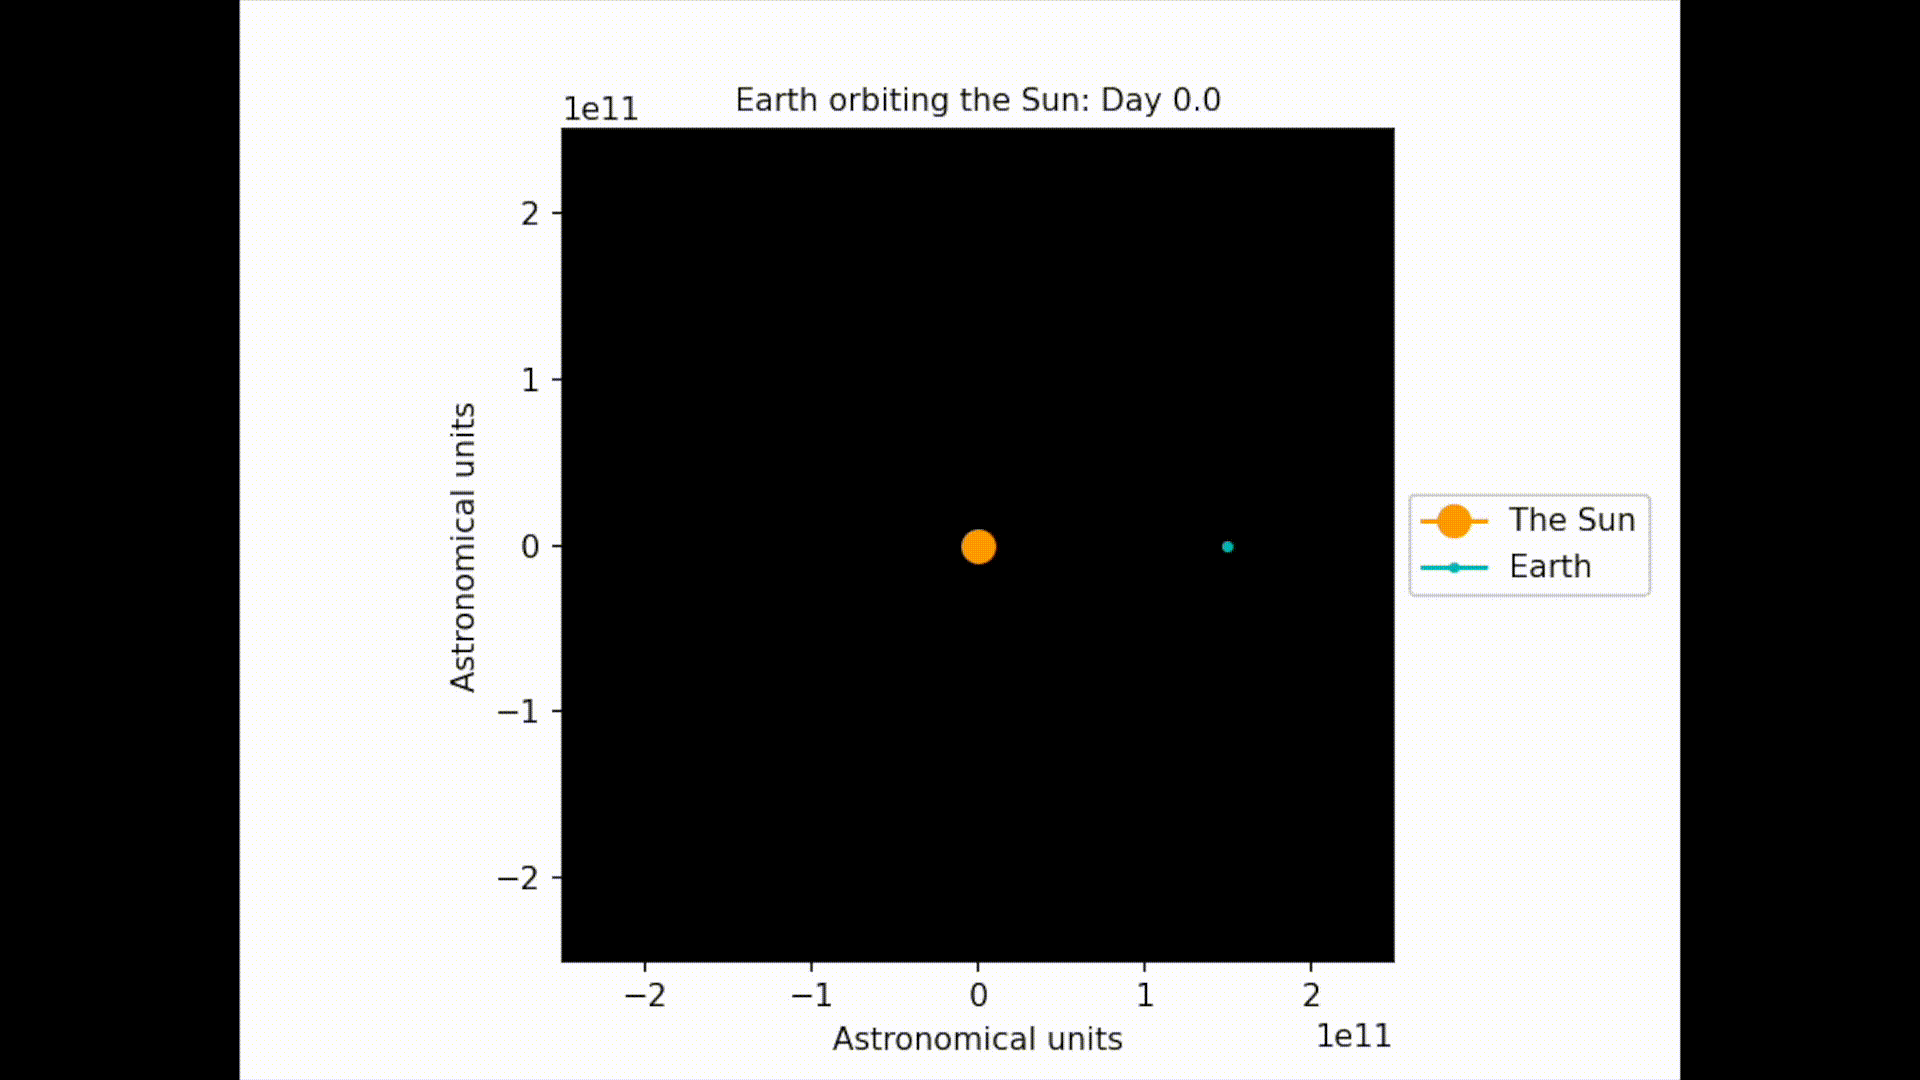 Earth orbiting the Sun: Day 0.0
1e11
2
1
0
−1
−2
Astronomical units
The Sun
Earth
−2
−1
0
1
2
Astronomical units
1e11